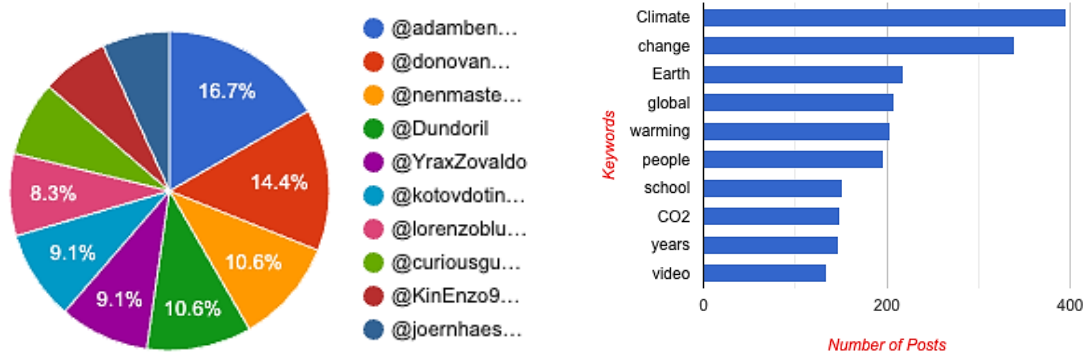 16.7%
14.4%
10.6%
10.6%
9.1%
9.1%
8.3%
@adamben...
@donovan...
@nenmaste...
@Dundoril
@YraxZovaldo
@kotovdotin...
@lorenzoblu...
@curiousgu...
@KinEnzo9...
@joernhaes...
Keywords
Climate
change
Earth
global
warming
people
school
CO2
years
video
0 200 400
Number of Posts